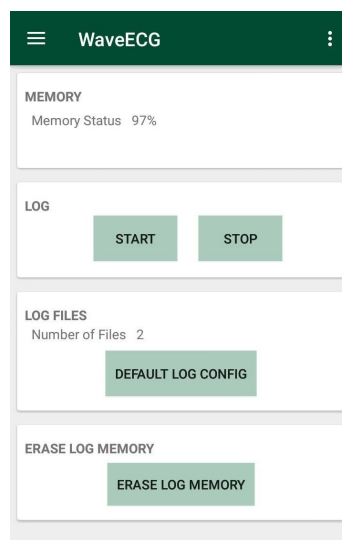 WaveECG
MEMORY
Memory Status 97%
LOG
START STOP
LOG FILES
Number of Files 2
DEFAULT LOG CONFIG
ERASE LOG MEMORY
ERASE LOG MEMORY